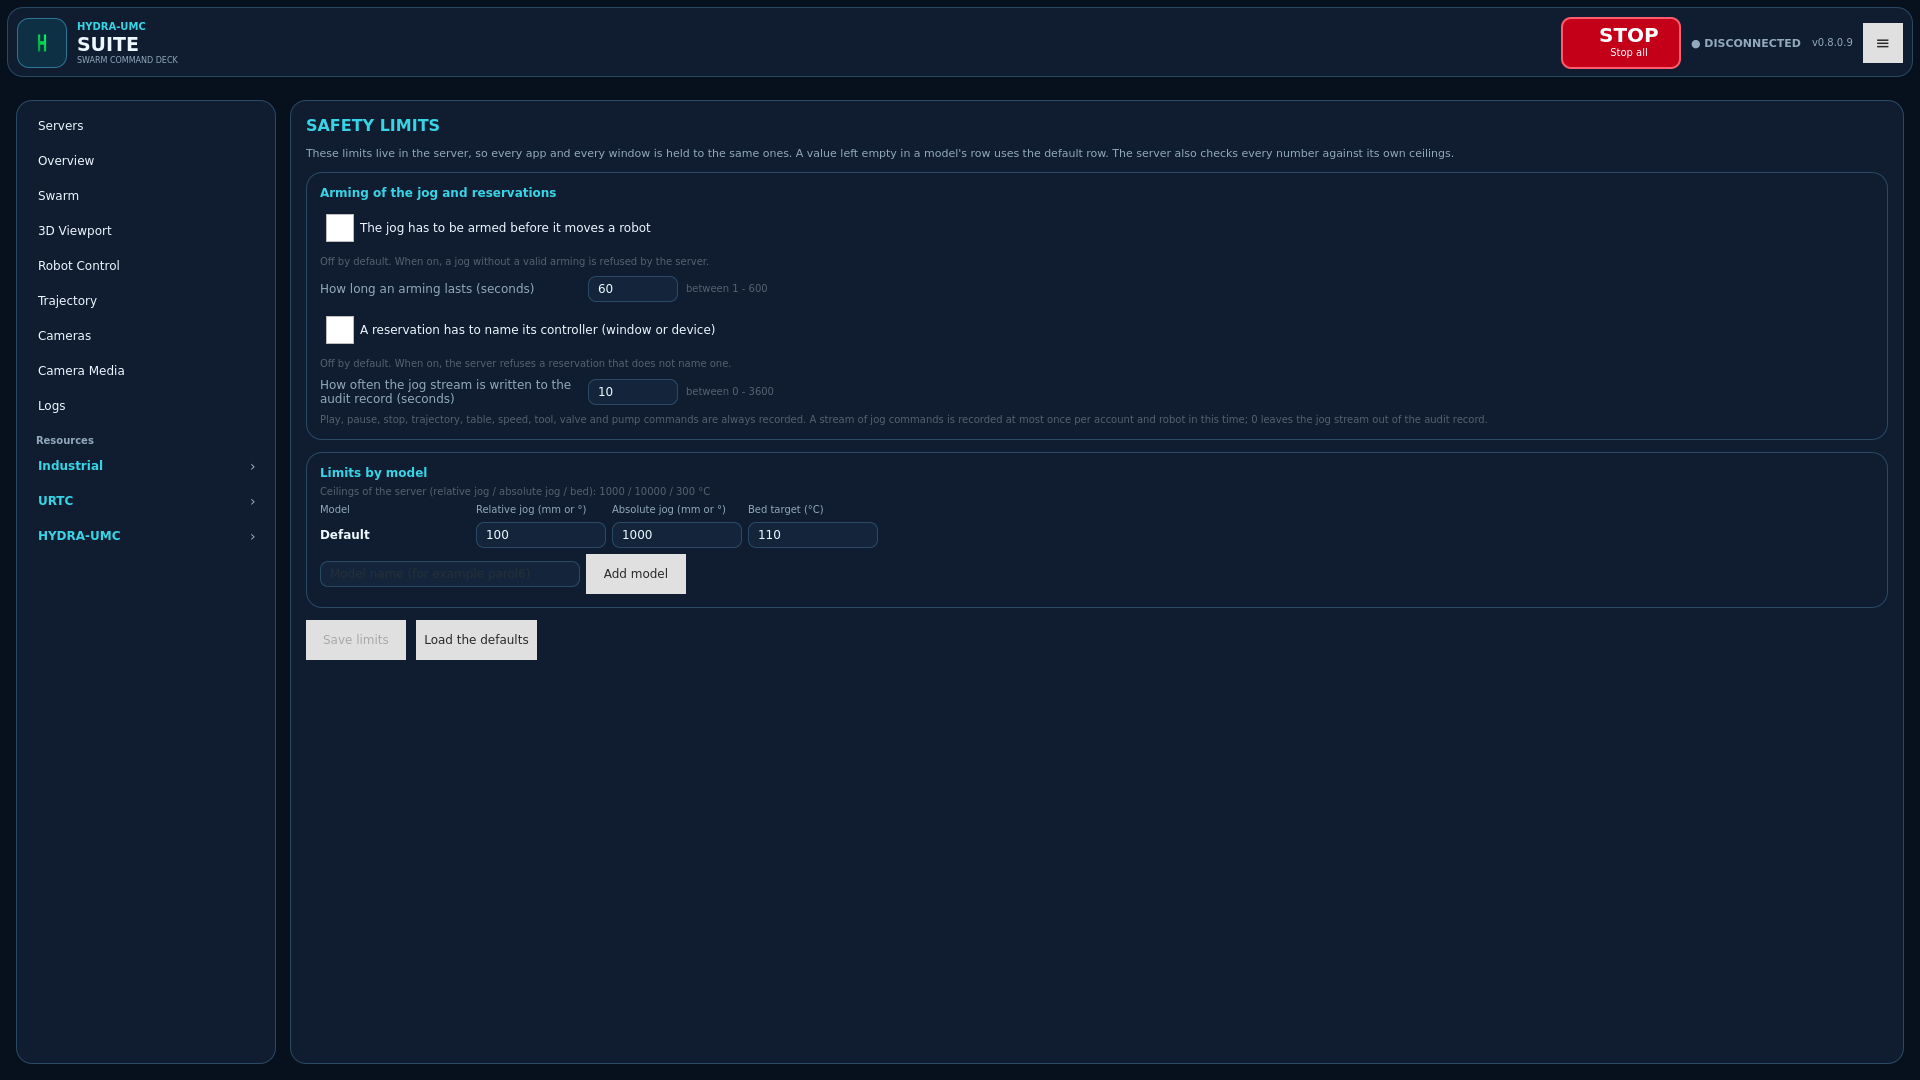 HYDRA-UMC
SUITE
SWARM COMMAND DECK
STOP
Stop all
● DISCONNECTED
v0.8.0.9
≡
Servers
Overview
Swarm
3D Viewport
Robot Control
Trajectory
Cameras
Camera Media
Logs
Resources
Industrial ›
URTC ›
HYDRA-UMC ›
SAFETY LIMITS
These limits live in the server, so every app and every window is held to the same ones. A value left empty in a model's row uses the default row. The server also checks every number against its own ceilings.
Arming of the jog and reservations
The jog has to be armed before it moves a robot
Off by default. When on, a jog without a valid arming is refused by the server.
How long an arming lasts (seconds) 60 between 1 - 600
A reservation has to name its controller (window or device)
Off by default. When on, the server refuses a reservation that does not name one.
How often the jog stream is written to the
audit record (seconds) 10 between 0 - 3600
Play, pause, stop, trajectory, table, speed, tool, valve and pump commands are always recorded. A stream of jog commands is recorded at most once per account and robot in this time; 0 leaves the jog stream out of the audit record.
Limits by model
Ceilings of the server (relative jog / absolute jog / bed): 1000 / 10000 / 300 °C
Model Relative jog (mm or °) Absolute jog (mm or °) Bed target (°C)
Default 100 1000 110
Model name (for example parol6) Add model
Save limits Load the defaults